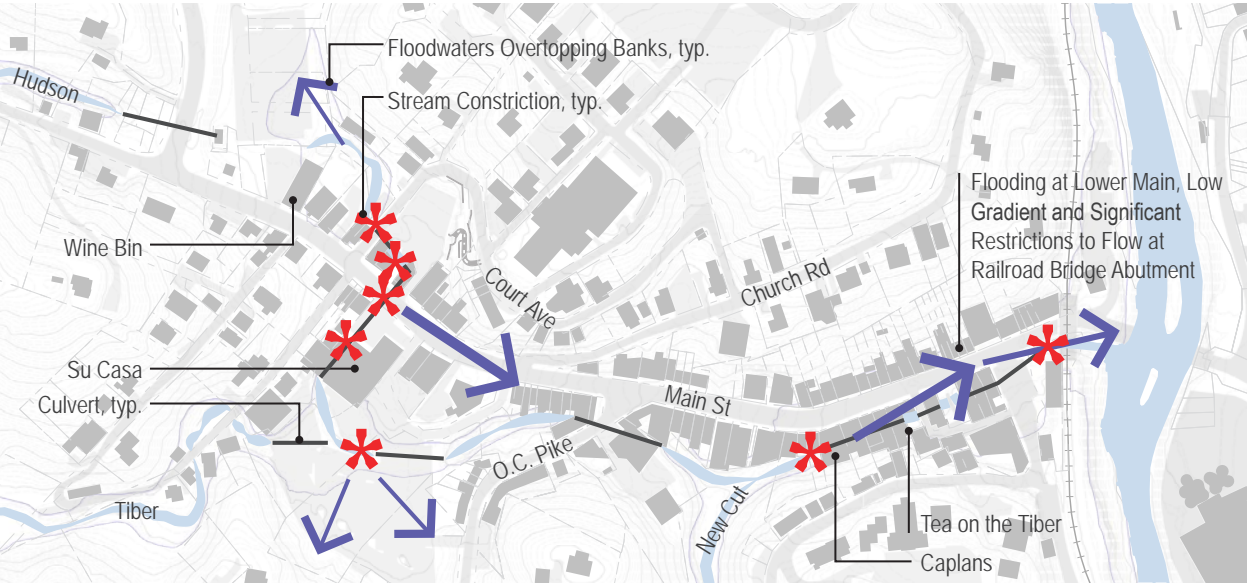 Floodwaters Overtopping Banks, typ.
Hudson
Stream Constriction, typ.
Flooding at Lower Main, Low
Gradient and Significant
Restrictions to Flow at
Railroad Bridge Abutment
Wine Bin
Court Ave
Church Rd
Su Casa
Culvert, typ.
Main St
O.C. Pike
Tiber
New Cut
Tea on the Tiber
Caplans